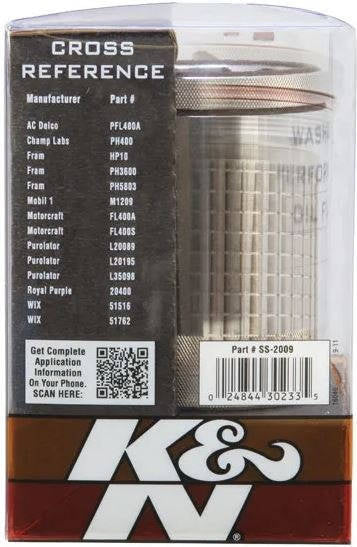 CROSS
REFERENCE
Manufacturer Part #
AC Delco PFL400A
Champ Labs PH400
Fram HP10
Fram PH3600
Fram PH5803
Mobil 1 M1209
Motorcraft FL400A
Motorcraft FL400S
Purolator L20089
Purolator L20195
Purolator L35098
Royal Purple 20400
WIX 51516
WIX 51762
Get Complete
Application
Information
On Your Phone.
SCAN HERE:
Part # SS-2009
0 24844 30233 5
K&N®